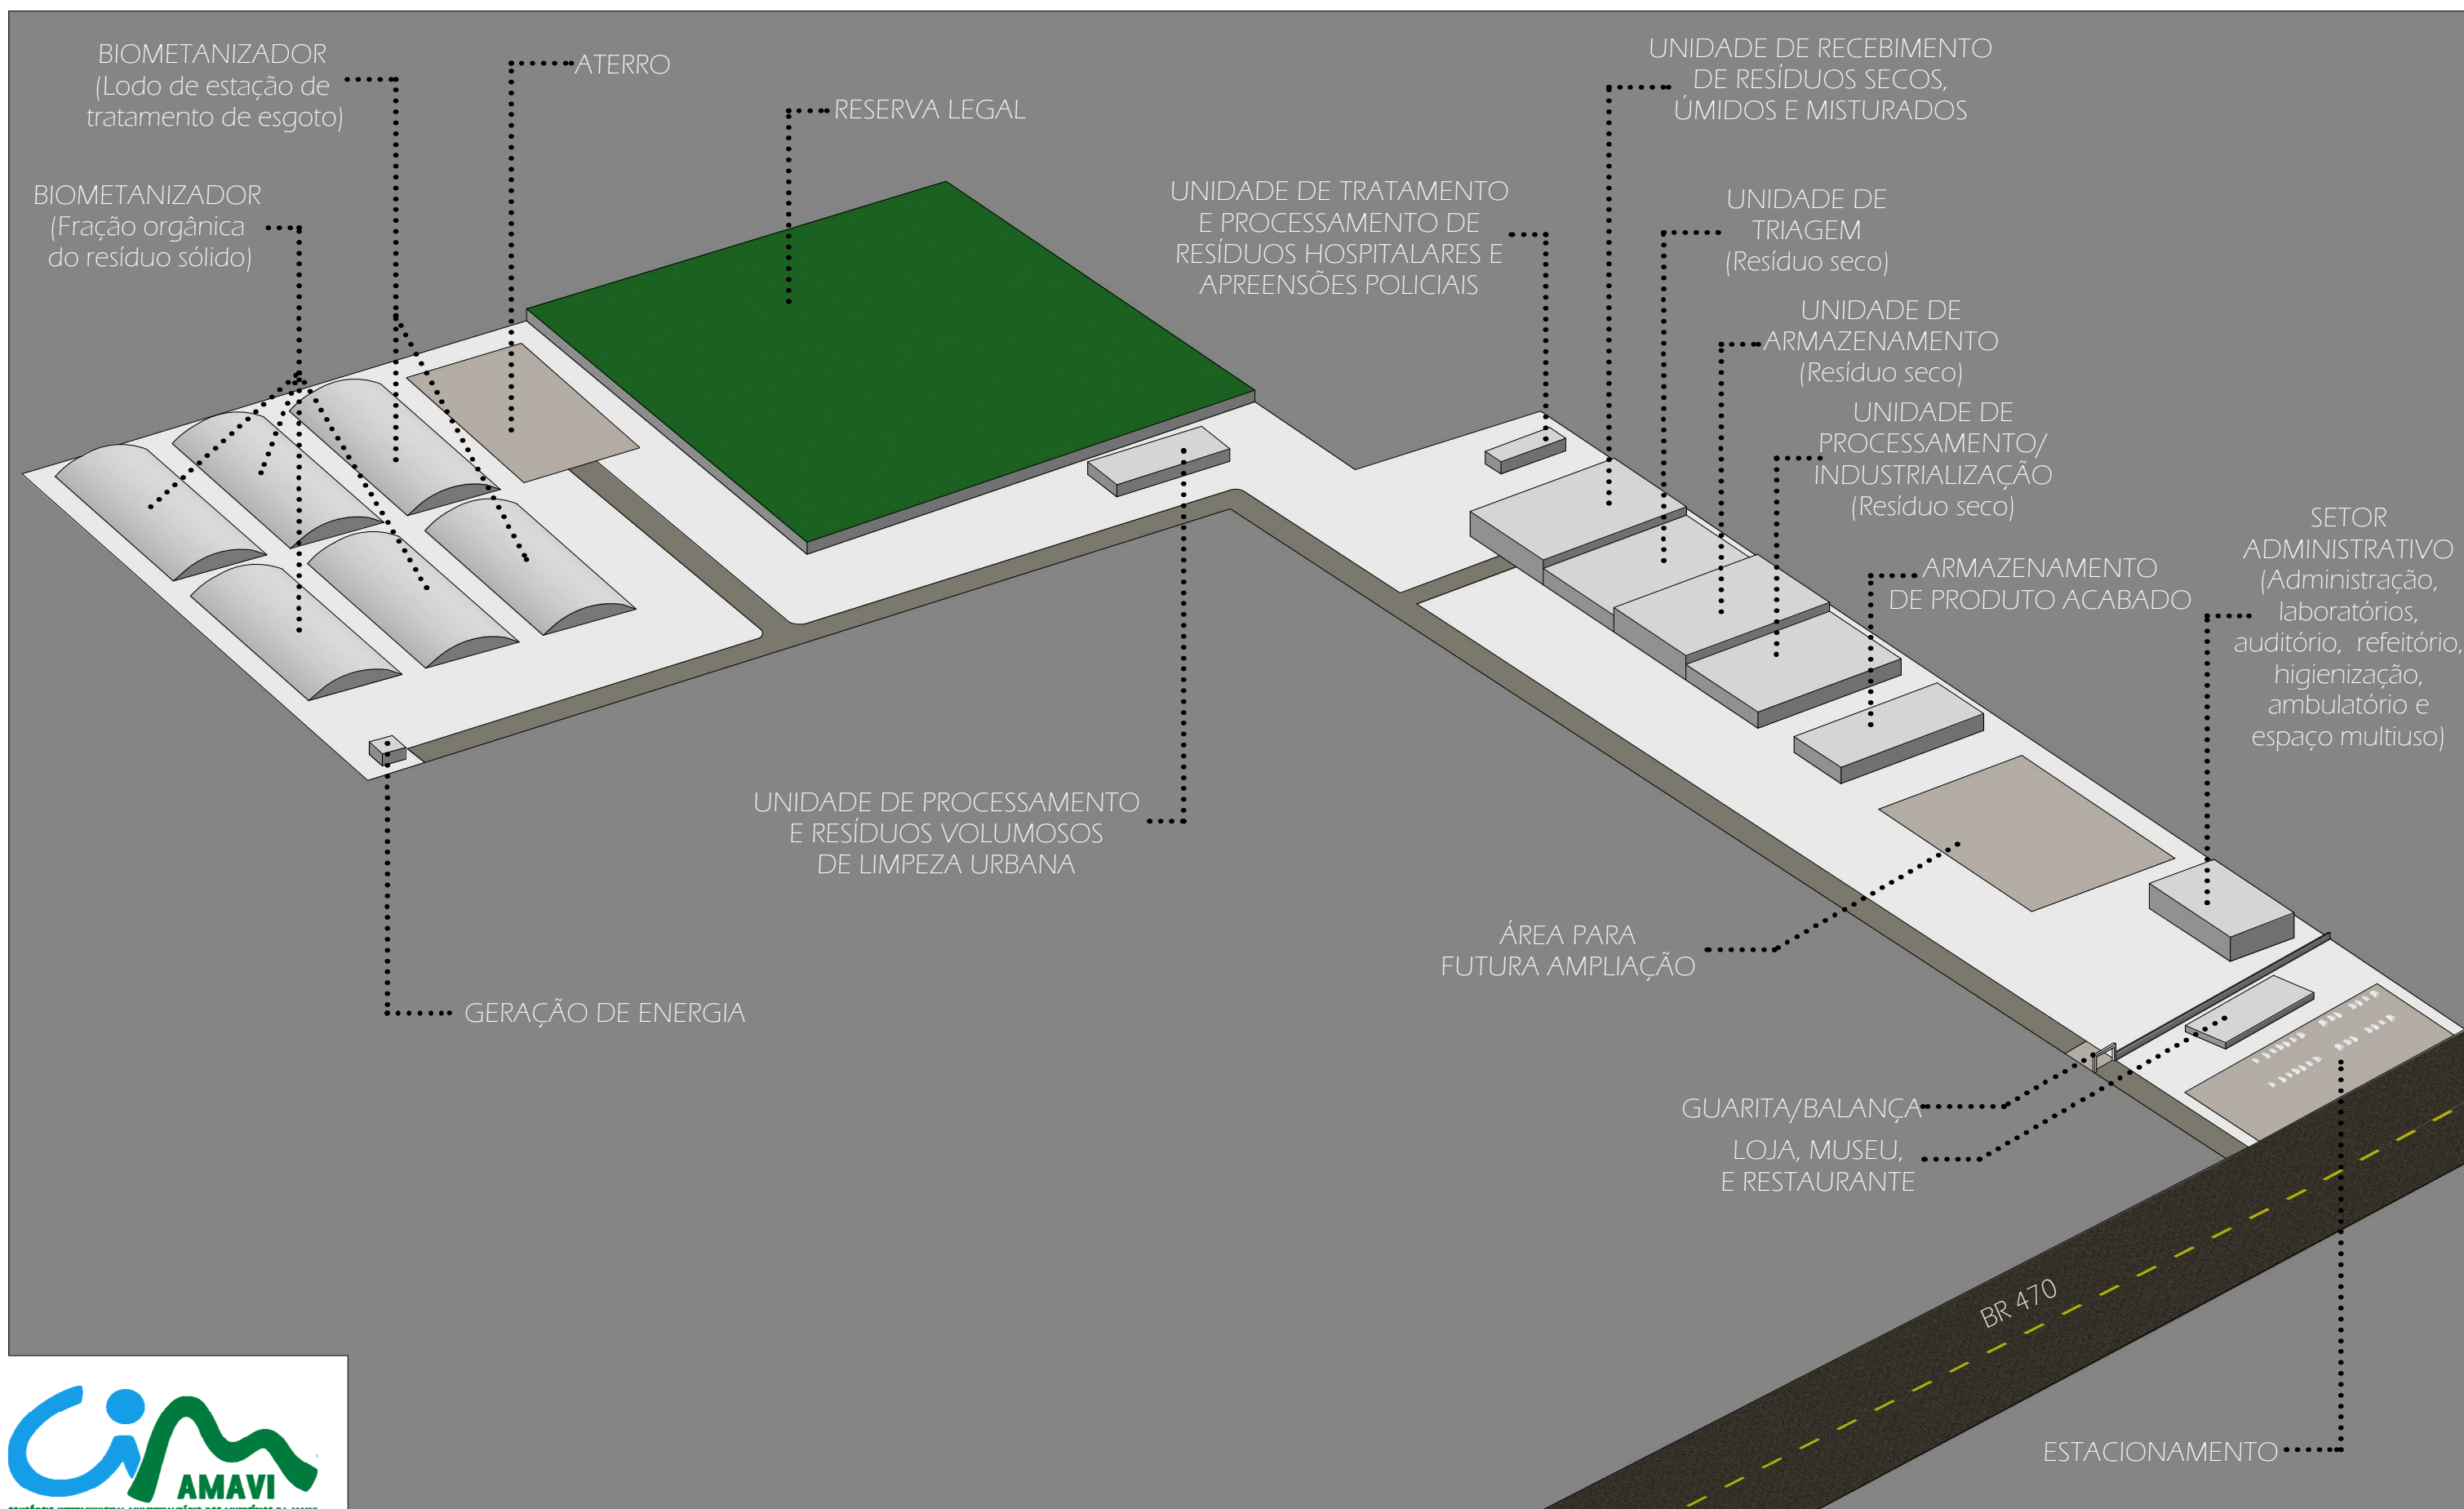 BIOMETANIZADOR
(Lodo de estação de
tratamento de esgoto)
ATERRO
RESERVA LEGAL
BIOMETANIZADOR
(Fração orgânica
do resíduo sólido)
UNIDADE DE RECEBIMENTO
DE RESÍDUOS SECOS,
ÚMIDOS E MISTURADOS
UNIDADE DE TRATAMENTO
E PROCESSAMENTO DE
RESÍDUOS HOSPITALARES E
APREENSÕES POLICIAIS
UNIDADE DE
TRIAGEM
(Resíduo seco)
UNIDADE DE
ARMAZENAMENTO
(Resíduo seco)
UNIDADE DE
PROCESSAMENTO/
INDUSTRIALIZAÇÃO
(Resíduo seco)
ARMAZENAMENTO
DE PRODUTO ACABADO
SETOR
ADMINISTRATIVO
(Administração,
laboratórios,
auditório, refeitório,
higienização,
ambulatório e
espaço multiuso)
UNIDADE DE PROCESSAMENTO
E RESÍDUOS VOLUMOSOS
DE LIMPEZA URBANA
GERAÇÃO DE ENERGIA
ÁREA PARA
FUTURA AMPLIAÇÃO
GUARITA/BALANÇA
LOJA, MUSEU,
E RESTAURANTE
BR 470
ESTACIONAMENTO
CIM
AMAVI